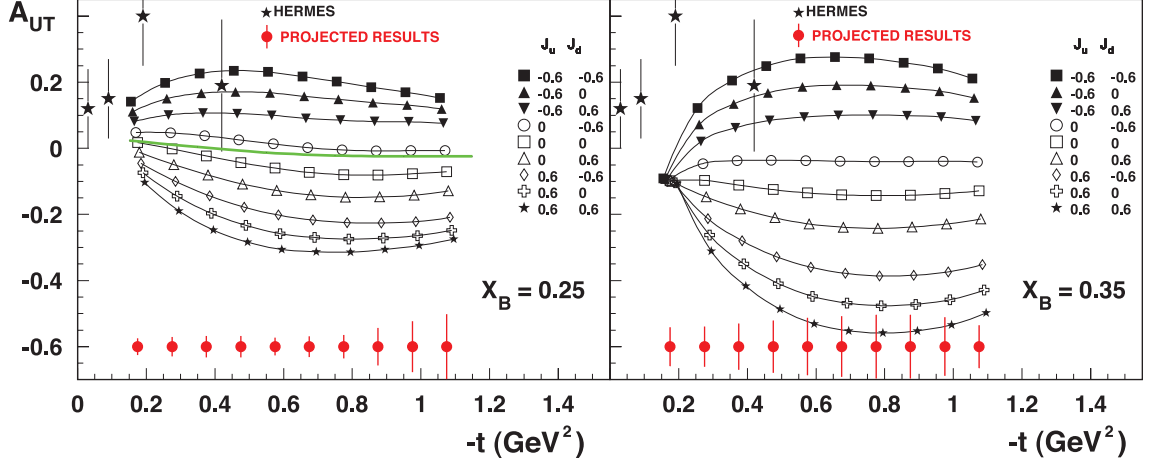 A_UT
★ HERMES
PROJECTED RESULTS
J_u J_d
-0.6 -0.6
-0.6 0
-0.6 0.6
0 -0.6
0 0
0 0.6
0.6 -0.6
0.6 0
0.6 0.6
X_B = 0.25
0.2
0
-0.2
-0.4
-0.6
0 0.2 0.4 0.6 0.8 1 1.2 1.4
-t (GeV²)
★ HERMES
PROJECTED RESULTS
J_u J_d
-0.6 -0.6
-0.6 0
-0.6 0.6
0 -0.6
0 0
0 0.6
0.6 -0.6
0.6 0
0.6 0.6
X_B = 0.35
0.2 0.4 0.6 0.8 1 1.2 1.4
-t (GeV²)